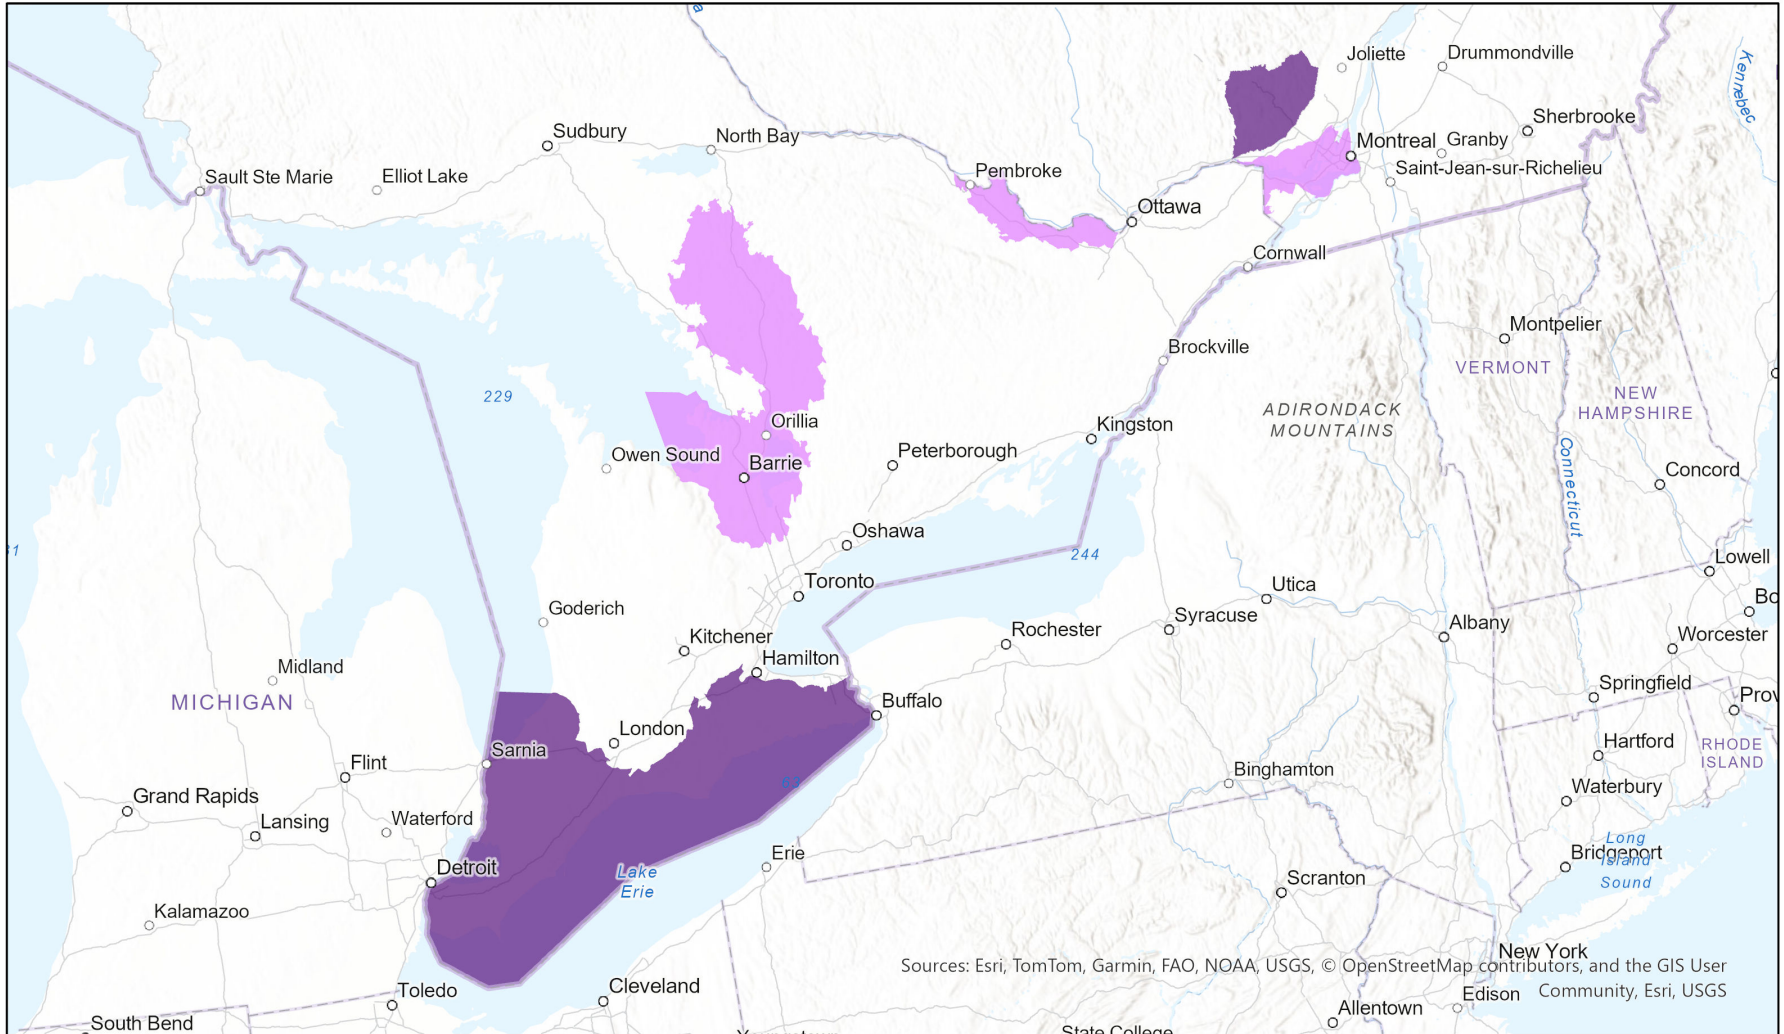 Joliette
Drummondville
Kennebec
Sudbury
North Bay
Sherbrooke
Montreal
Granby
Saint-Jean-sur-Richelieu
Sault Ste Marie
Elliot Lake
Pembroke
Ottawa
Cornwall
Montpelier
Brockville
VERMONT
229
NEW
HAMPSHIRE
ADIRONDACK
MOUNTAINS
Orillia
Kingston
Owen Sound
Barrie
Peterborough
Concord
Connecticut
Oshawa
244
Lowell
Toronto
Utica
Bo
Goderich
Syracuse
Albany
Rochester
Worcester
Kitchener
Hamilton
Midland
Springfield
Prov
MICHIGAN
Buffalo
London
Hartford
RHODE
ISLAND
Sarnia
Flint
Binghamton
Waterbury
Grand Rapids
Lansing
Waterford
Long
Island
Sound
Bridgeport
Erie
Detroit
Lake
Erie
Scranton
Kalamazoo
New York
Sources: Esri, TomTom, Garmin, FAO, NOAA, USGS, © OpenStreetMap contributors, and the GIS User
Community, Esri, USGS
Toledo
Cleveland
Edison
Allentown
South Bend
State College